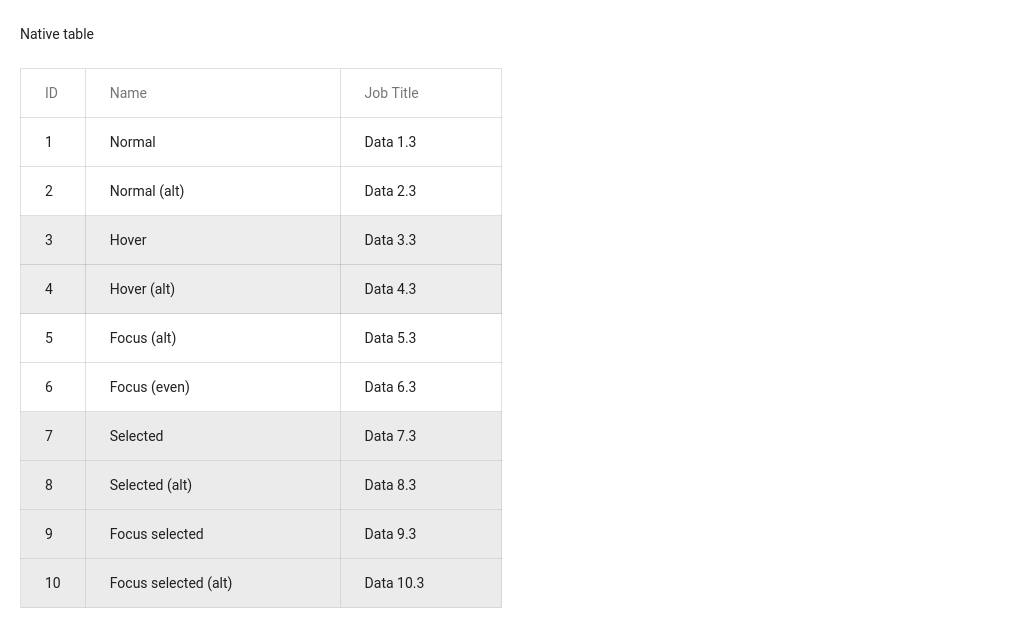 Native table
ID Name Job Title
1 Normal Data 1.3
2 Normal (alt) Data 2.3
3 Hover Data 3.3
4 Hover (alt) Data 4.3
5 Focus (alt) Data 5.3
6 Focus (even) Data 6.3
7 Selected Data 7.3
8 Selected (alt) Data 8.3
9 Focus selected Data 9.3
10 Focus selected (alt) Data 10.3